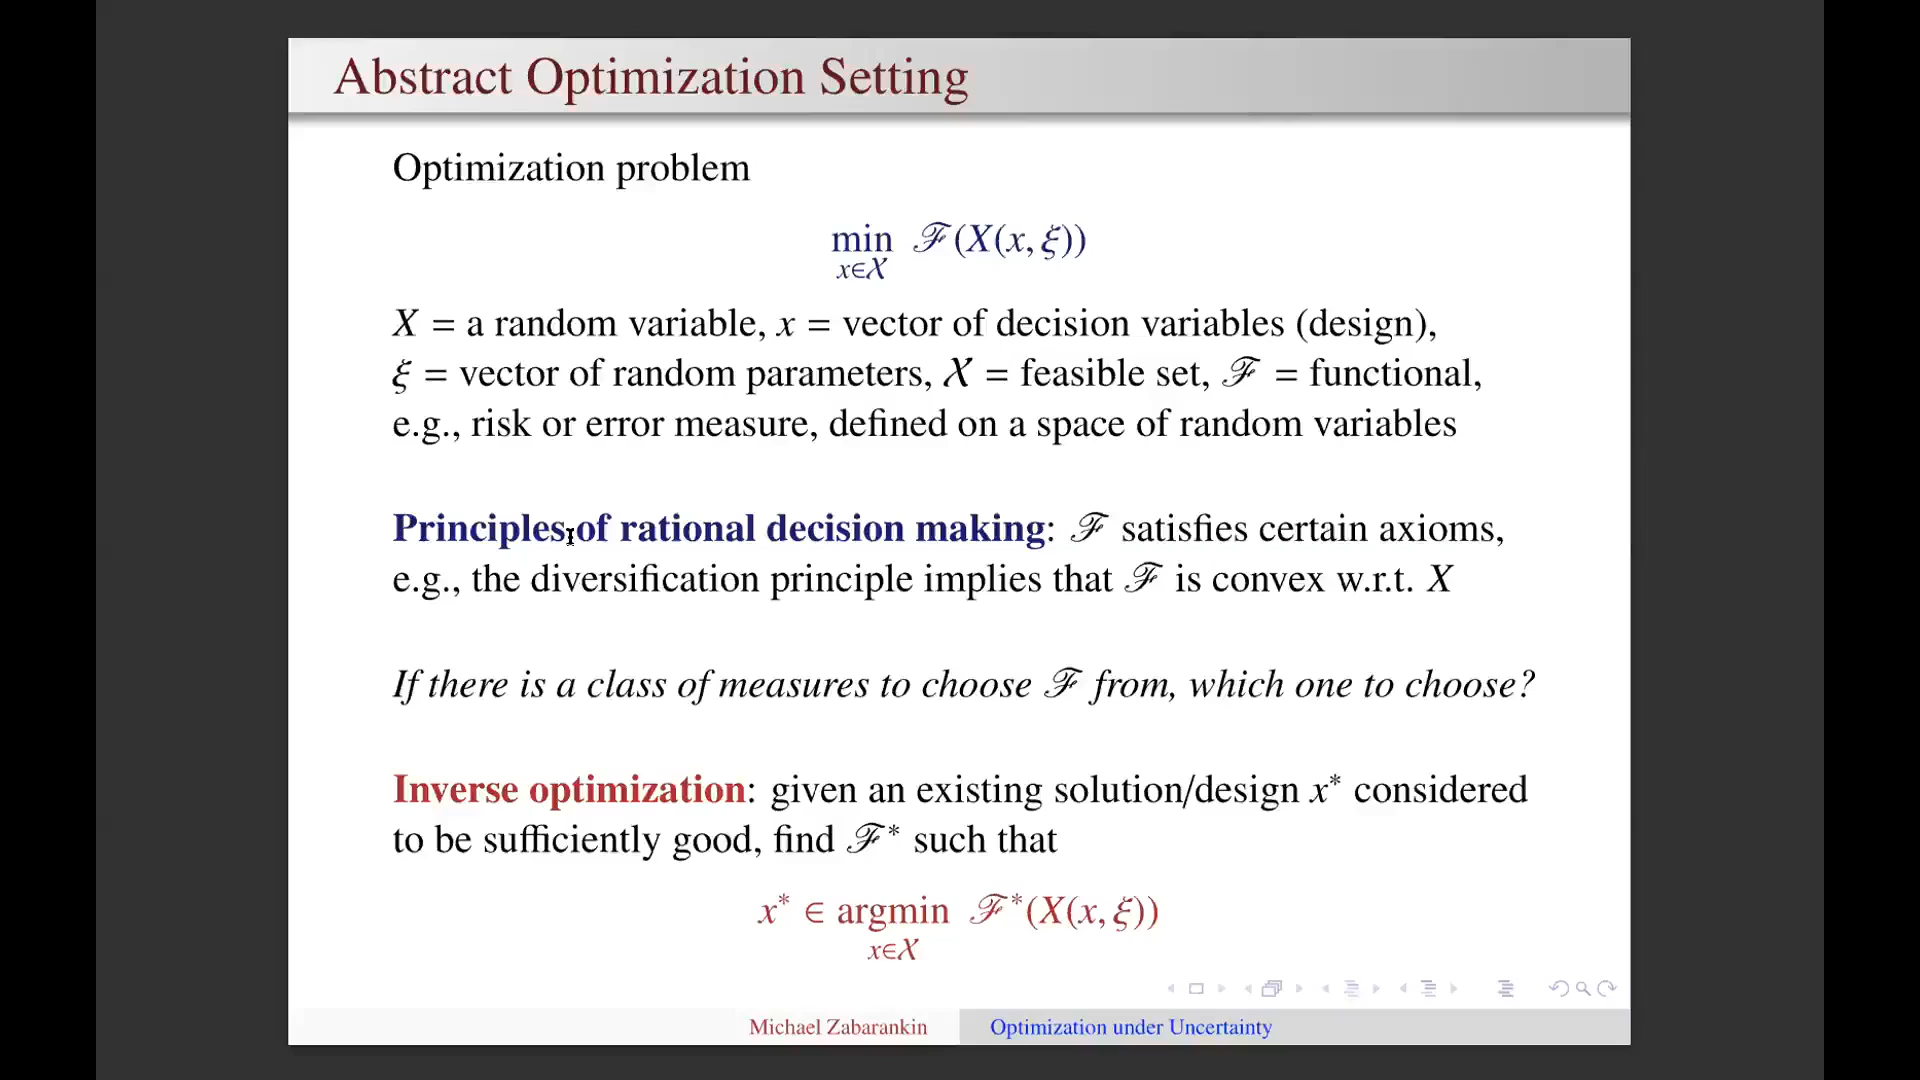 Abstract Optimization Setting
Optimization problem
min ℱ(X(x, ξ))
x∈𝒳
X = a random variable, x = vector of decision variables (design),
ξ = vector of random parameters, 𝒳 = feasible set, ℱ = functional,
e.g., risk or error measure, defined on a space of random variables
Principles of rational decision making: ℱ satisfies certain axioms,
e.g., the diversification principle implies that ℱ is convex w.r.t. X
If there is a class of measures to choose ℱ from, which one to choose?
Inverse optimization: given an existing solution/design x* considered
to be sufficiently good, find ℱ* such that
x* ∈ argmin ℱ*(X(x, ξ))
x∈𝒳
Michael Zabarankin
Optimization under Uncertainty